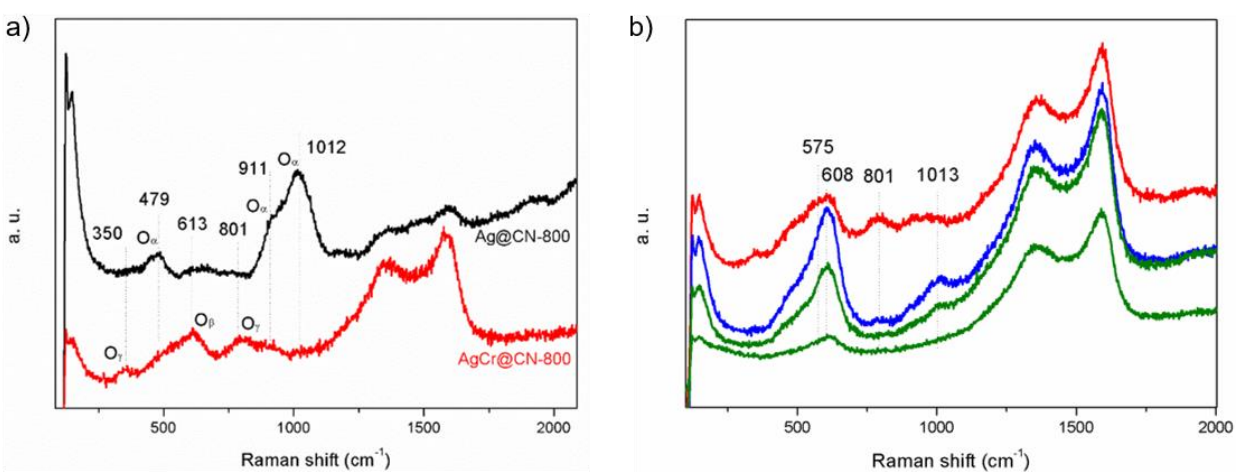 a)
911
Oα
1012
479
Oα
613
801
350
Oα
Oγ
Oβ
Oγ
Ag@CN-800
AgCr@CN-800
a. u.
500
1000
1500
2000
Raman shift (cm⁻¹)
b)
575
608
801
1013
a. u.
500
1000
1500
2000
Raman shift (cm⁻¹)